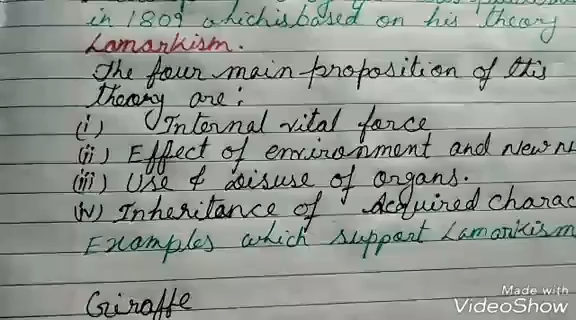 in 1809 which is based on his theory
Lamarkism.
The four main proposition of this
theory are:
(i) Internal vital force
(ii) Effect of environment and new
(iii) Use & disuse of organs.
(iv) Inheritance of Acquired
Examples which support Lamarkism
Giraffe
Made with
VideoShow